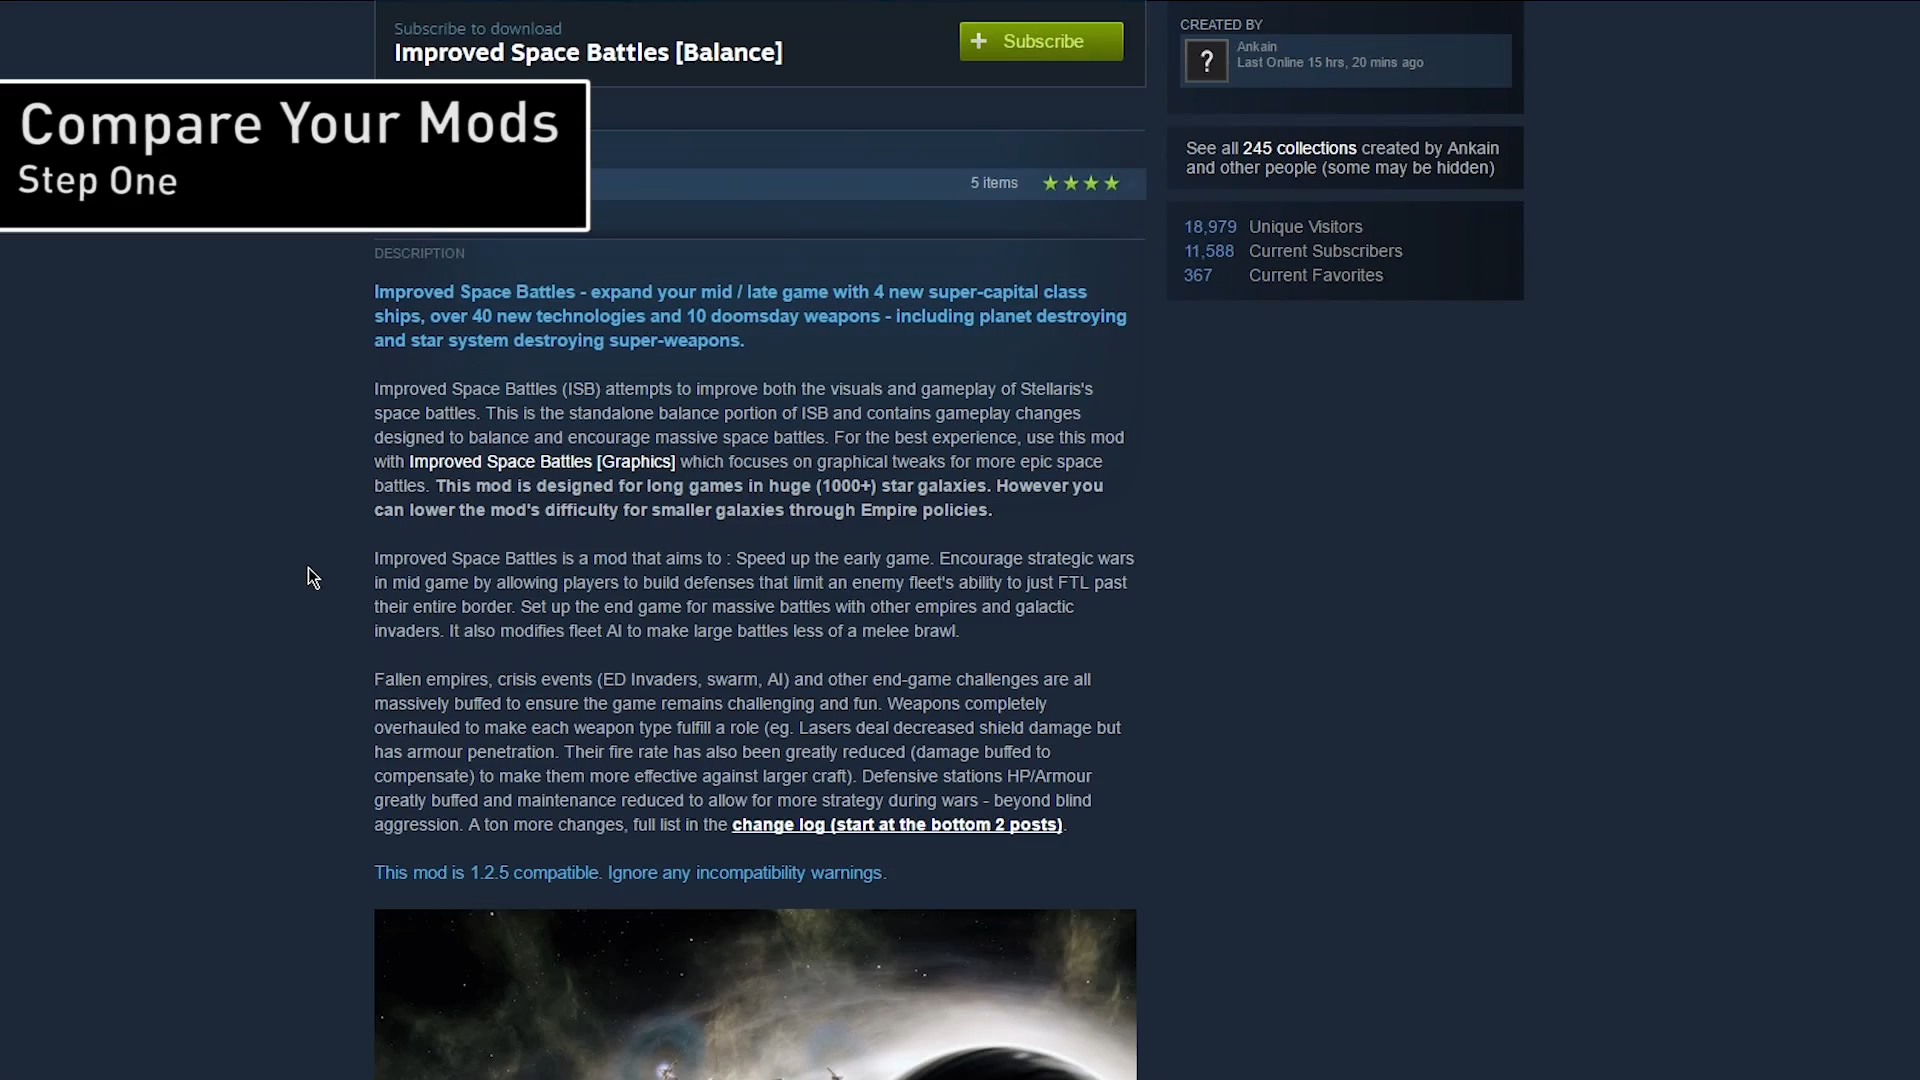 Subscribe to download
Improved Space Battles [Balance]
+ Subscribe
Compare Your Mods
Step One
5 items
DESCRIPTION
Improved Space Battles - expand your mid / late game with 4 new super-capital class
ships, over 40 new technologies and 10 doomsday weapons - including planet destroying
and star system destroying super-weapons.
Improved Space Battles (ISB) attempts to improve both the visuals and gameplay of Stellaris's
space battles. This is the standalone balance portion of ISB and contains gameplay changes
designed to balance and encourage massive space battles. For the best experience, use this mod
with Improved Space Battles [Graphics] which focuses on graphical tweaks for more epic space
battles. This mod is designed for long games in huge (1000+) star galaxies. However you
can lower the mod's difficulty for smaller galaxies through Empire policies.
Improved Space Battles is a mod that aims to : Speed up the early game. Encourage strategic wars
in mid game by allowing players to build defenses that limit an enemy fleet's ability to just FTL past
their entire border. Set up the end game for massive battles with other empires and galactic
invaders. It also modifies fleet AI to make large battles less of a melee brawl.
Fallen empires, crisis events (ED Invaders, swarm, AI) and other end-game challenges are all
massively buffed to ensure the game remains challenging and fun. Weapons completely
overhauled to make each weapon type fulfill a role (eg. Lasers deal decreased shield damage but
has armour penetration. Their fire rate has also been greatly reduced (damage buffed to
compensate) to make them more effective against larger craft). Defensive stations HP/Armour
greatly buffed and maintenance reduced to allow for more strategy during wars - beyond blind
aggression. A ton more changes, full list in the change log (start at the bottom 2 posts).
This mod is 1.2.5 compatible. Ignore any incompatibility warnings.
CREATED BY
?
Ankain
Last Online 15 hrs, 20 mins ago
See all 245 collections created by Ankain
and other people (some may be hidden)
18,979 Unique Visitors
11,588 Current Subscribers
367 Current Favorites